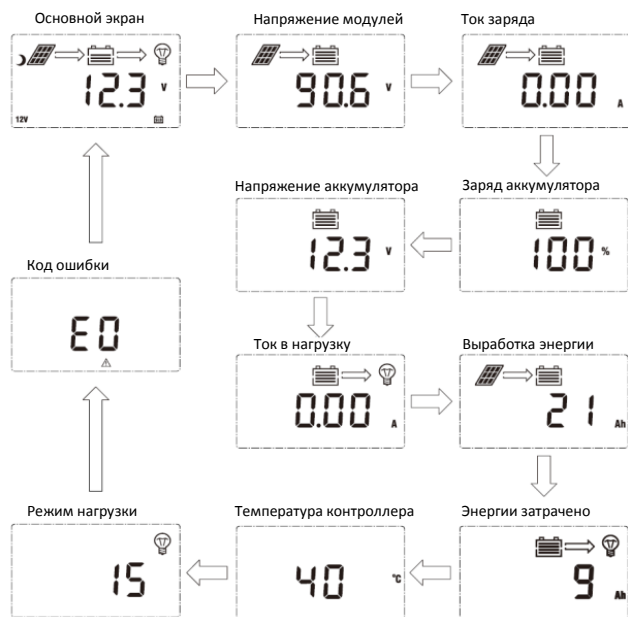 Основной экран
Напряжение модулей
Ток заряда
12.3 V
12V
90.6 V
0.00 A
Напряжение аккумулятора
Заряд аккумулятора
12.3 V
100 %
Код ошибки
E0
Ток в нагрузку
Выработка энергии
0.00 A
21 Ah
Режим нагрузки
Температура контроллера
Энергии затрачено
15
40 °C
9 Ah